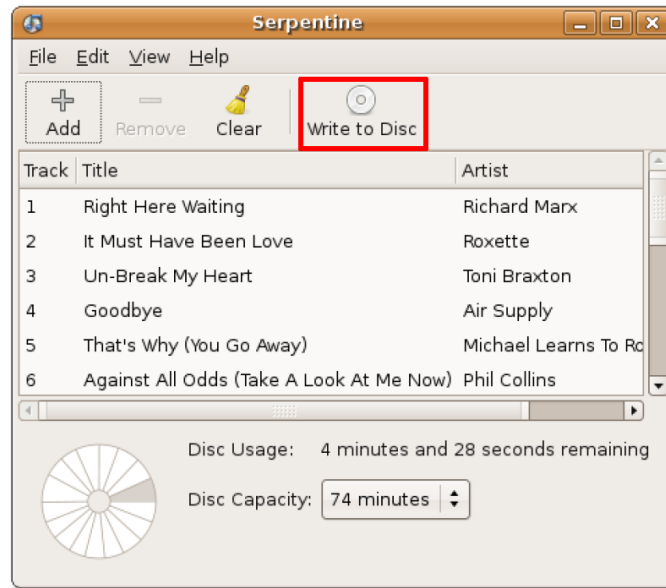 Serpentine
File Edit View Help
Add Remove Clear Write to Disc
Track Title Artist
1 Right Here Waiting Richard Marx
2 It Must Have Been Love Roxette
3 Un-Break My Heart Toni Braxton
4 Goodbye Air Supply
5 That's Why (You Go Away) Michael Learns To Ro
6 Against All Odds (Take A Look At Me Now) Phil Collins
Disc Usage: 4 minutes and 28 seconds remaining
Disc Capacity: 74 minutes